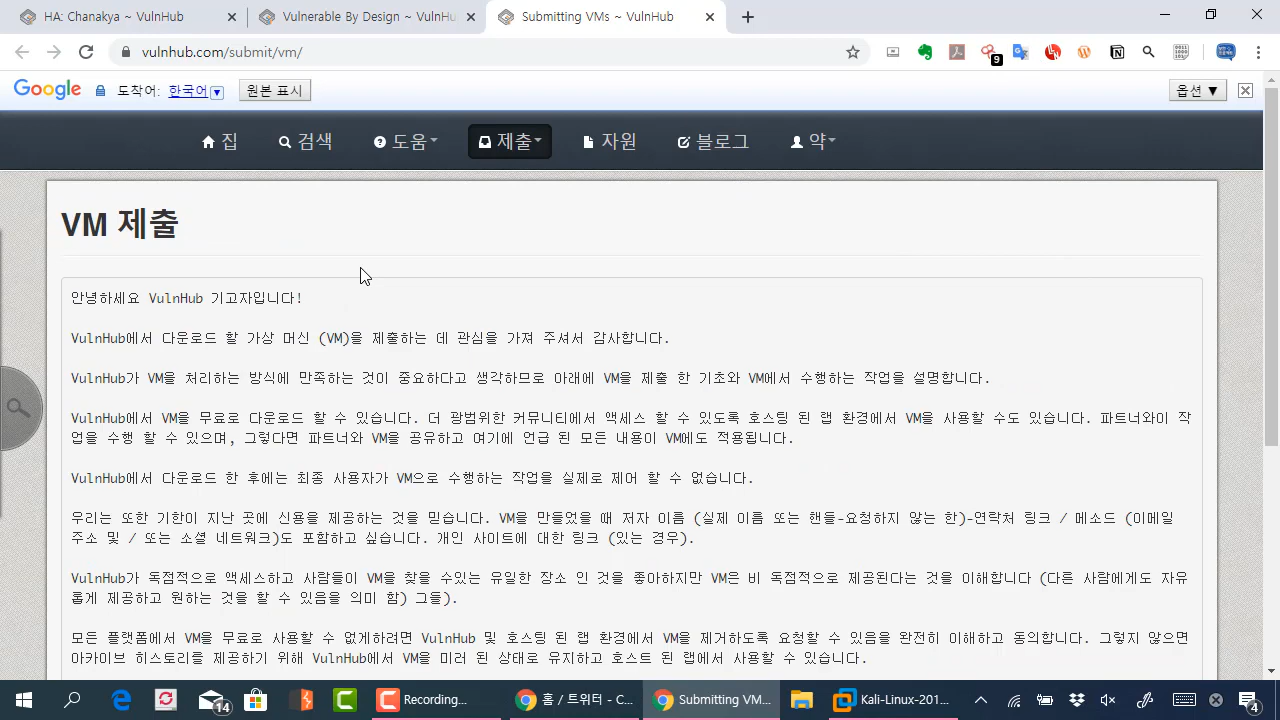 HA: Chanakya ~ VulnHub
Vulnerable By Design ~ VulnHu
Submitting VMs ~ VulnHub
vulnhub.com/submit/vm/
9
Google 도착어: 한국어 원본 표시 옵션 ▼
집 검색 도움 제출 자원 블로그 약
VM 제출
안녕하세요 VulnHub 기고자입니다!
VulnHub에서 다운로드 할 가상 머신 (VM)을 제출하는 데 관심을 가져 주셔서 감사합니다.
VulnHub가 VM을 처리하는 방식에 만족하는 것이 중요하다고 생각하므로 아래에 VM을 제출 한 기초와 VM에서 수행하는 작업을 설명합니다.
VulnHub에서 VM을 무료로 다운로드 할 수 있습니다. 더 광범위한 커뮤니티에서 액세스 할 수 있도록 호스팅 된 랩 환경에서 VM을 사용할 수도 있습니다. 파트너와이 작
업을 수행 할 수 있으며, 그렇다면 파트너와 VM을 공유하고 여기에 언급 된 모든 내용이 VM에도 적용됩니다.
VulnHub에서 다운로드 한 후에는 최종 사용자가 VM으로 수행하는 작업을 실제로 제어 할 수 없습니다.
우리는 또한 기한이 지난 곳에 신용을 제공하는 것을 믿습니다. VM을 만들었을 때 저자 이름 (실제 이름 또는 핸들-요청하지 않는 한)-연락처 링크 / 메소드 (이메일
주소 및 / 또는 소셜 네트워크)도 포함하고 싶습니다. 개인 사이트에 대한 링크 (있는 경우).
VulnHub가 독점적으로 액세스하고 사람들이 VM을 찾을 수있는 유일한 장소 인 것을 좋아하지만 VM은 비 독점적으로 제공된다는 것을 이해합니다 (다른 사람에게도 자유
롭게 제공하고 원하는 것을 할 수 있음을 의미 함) 그들).
모든 플랫폼에서 VM을 무료로 사용할 수 없게하려면 VulnHub 및 호스팅 된 랩 환경에서 VM을 제거하도록 요청할 수 있음을 완전히 이해하고 동의합니다. 그렇지 않으면
아카이브 히스토리를 제공하기 위해 VulnHub에서 VM을 미러 된 상태로 유지하고 호스트 된 랩에서 사용할 수 있습니다.
14 Recording... 홈 / 트위터 - C... Submitting VM... Kali-Linux-201... 4